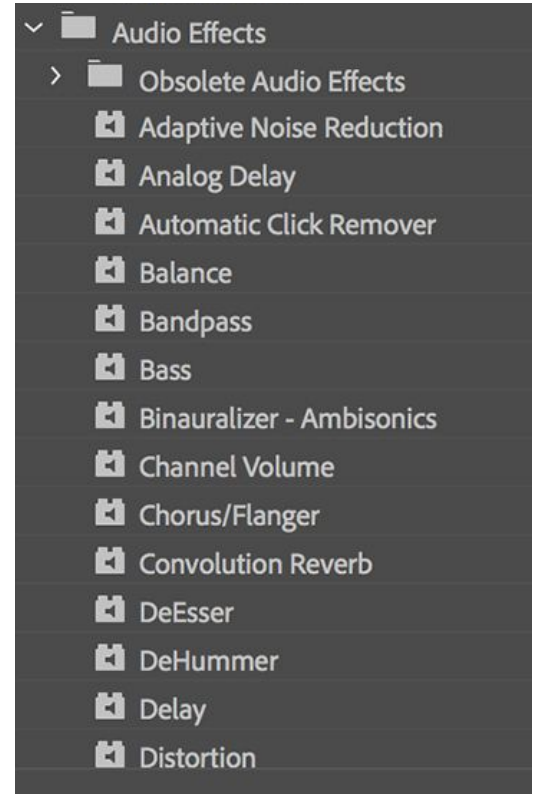 Audio Effects
Obsolete Audio Effects
Adaptive Noise Reduction
Analog Delay
Automatic Click Remover
Balance
Bandpass
Bass
Binauralizer - Ambisonics
Channel Volume
Chorus/Flanger
Convolution Reverb
DeEsser
DeHummer
Delay
Distortion